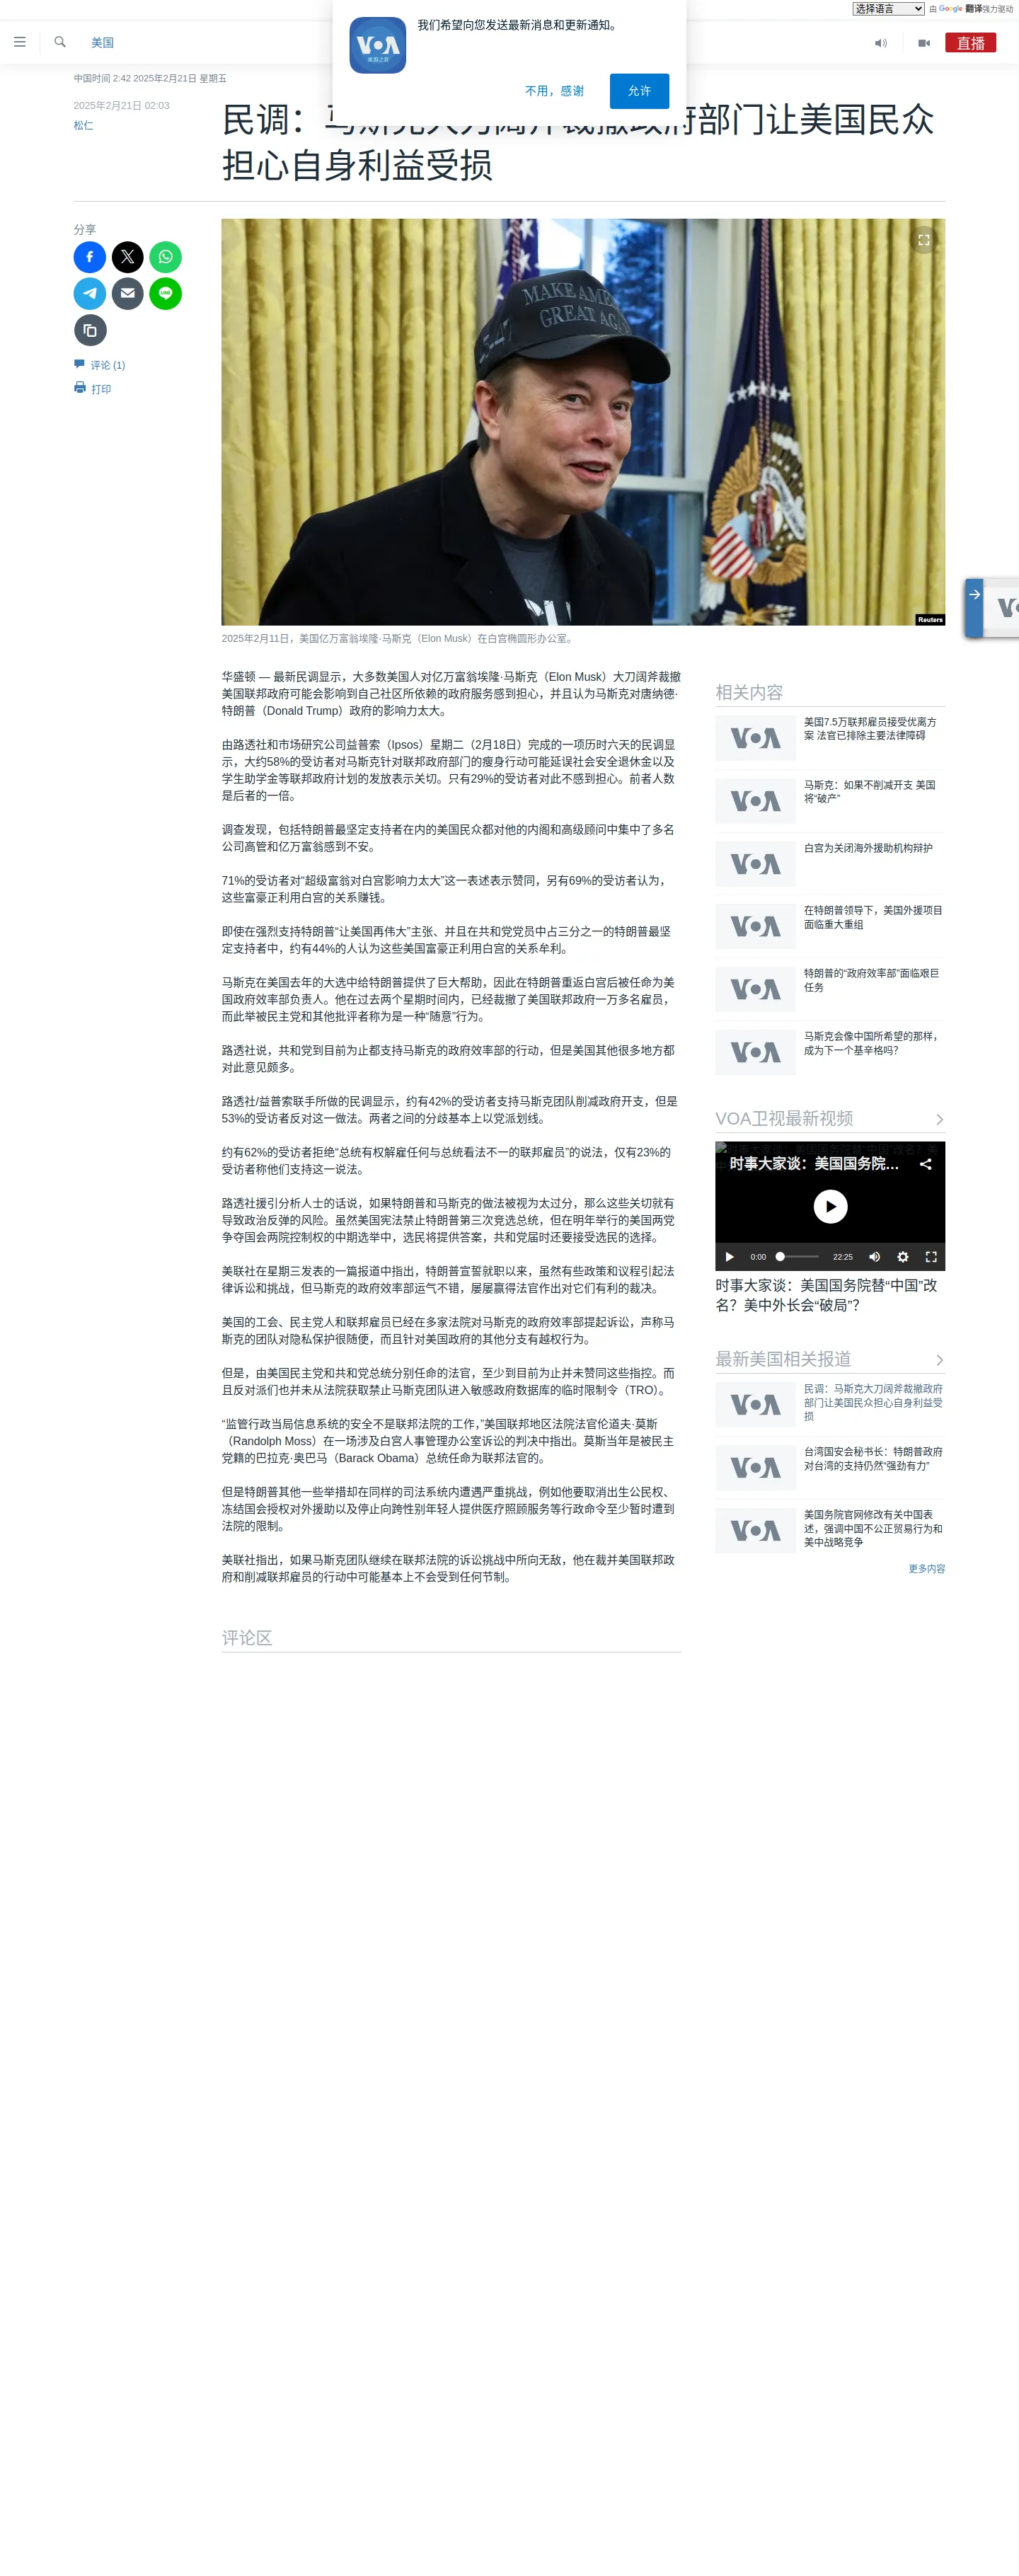 选择语言
由 Google 翻译强力驱动
我们希望向您发送最新消息和更新通知。
VOA
美国之音
不用，感谢
允许
美国
直播
中国时间 2:42 2025年2月21日 星期五
2025年2月21日 02:03
松仁
民调：马斯克大刀阔斧裁撤政府部门让美国民众
担心自身利益受损
分享
评论 (1)
打印
MAKE AMERICA
GREAT AGAIN
45-47
Reuters
2025年2月11日，美国亿万富翁埃隆·马斯克（Elon Musk）在白宫椭圆形办公室。
华盛顿 — 最新民调显示，大多数美国人对亿万富翁埃隆·马斯克（Elon Musk）大刀阔斧裁撤
美国联邦政府可能会影响到自己社区所依赖的政府服务感到担心，并且认为马斯克对唐纳德·
特朗普（Donald Trump）政府的影响力太大。
由路透社和市场研究公司益普索（Ipsos）星期二（2月18日）完成的一项历时六天的民调显
示，大约58%的受访者对马斯克针对联邦政府部门的瘦身行动可能延误社会安全退休金以及
学生助学金等联邦政府计划的发放表示关切。只有29%的受访者对此不感到担心。前者人数
是后者的一倍。
调查发现，包括特朗普最坚定支持者在内的美国民众都对他的内阁和高级顾问中集中了多名
公司高管和亿万富翁感到不安。
71%的受访者对“超级富翁对白宫影响力太大”这一表述表示赞同，另有69%的受访者认为，
这些富豪正利用白宫的关系赚钱。
即使在强烈支持特朗普“让美国再伟大”主张、并且在共和党党员中占三分之一的特朗普最坚
定支持者中，约有44%的人认为这些美国富豪正利用白宫的关系牟利。
马斯克在美国去年的大选中给特朗普提供了巨大帮助，因此在特朗普重返白宫后被任命为美
国政府效率部负责人。他在过去两个星期时间内，已经裁撤了美国联邦政府一万多名雇员，
而此举被民主党和其他批评者称为是一种“随意”行为。
路透社说，共和党到目前为止都支持马斯克的政府效率部的行动，但是美国其他很多地方都
对此意见颇多。
路透社/益普索联手所做的民调显示，约有42%的受访者支持马斯克团队削减政府开支，但是
53%的受访者反对这一做法。两者之间的分歧基本上以党派划线。
约有62%的受访者拒绝“总统有权解雇任何与总统看法不一的联邦雇员”的说法，仅有23%的
受访者称他们支持这一说法。
路透社援引分析人士的话说，如果特朗普和马斯克的做法被视为太过分，那么这些关切就有
导致政治反弹的风险。虽然美国宪法禁止特朗普第三次竞选总统，但在明年举行的美国两党
争夺国会两院控制权的中期选举中，选民将提供答案，共和党届时还要接受选民的选择。
美联社在星期三发表的一篇报道中指出，特朗普宣誓就职以来，虽然有些政策和议程引起法
律诉讼和挑战，但马斯克的政府效率部运气不错，屡屡赢得法官作出对它们有利的裁决。
美国的工会、民主党人和联邦雇员已经在多家法院对马斯克的政府效率部提起诉讼，声称马
斯克的团队对隐私保护很随便，而且针对美国政府的其他分支有越权行为。
但是，由美国民主党和共和党总统分别任命的法官，至少到目前为止并未赞同这些指控。而
且反对派们也并未从法院获取禁止马斯克团队进入敏感政府数据库的临时限制令（TRO）。
“监管行政当局信息系统的安全不是联邦法院的工作，”美国联邦地区法院法官伦道夫·莫斯
（Randolph Moss）在一场涉及白宫人事管理办公室诉讼的判决中指出。莫斯当年是被民主
党籍的巴拉克·奥巴马（Barack Obama）总统任命为联邦法官的。
但是特朗普其他一些举措却在同样的司法系统内遭遇严重挑战，例如他要取消出生公民权、
冻结国会授权对外援助以及停止向跨性别年轻人提供医疗照顾服务等行政命令至少暂时遭到
法院的限制。
美联社指出，如果马斯克团队继续在联邦法院的诉讼挑战中所向无敌，他在裁并美国联邦政
府和削减联邦雇员的行动中可能基本上不会受到任何节制。
评论区
相关内容
VOA
美国7.5万联邦雇员接受优离方
案 法官已排除主要法律障碍
VOA
马斯克：如果不削减开支 美国
将“破产”
VOA
白宫为关闭海外援助机构辩护
VOA
在特朗普领导下，美国外援项目
面临重大重组
VOA
特朗普的“政府效率部”面临艰巨
任务
VOA
马斯克会像中国所希望的那样，
成为下一个基辛格吗？
VOA卫视最新视频
时事大家谈：美国国务院...
0:00
22:25
时事大家谈：美国国务院替“中国”改
名？美中外长会“破局”？
最新美国相关报道
VOA
民调：马斯克大刀阔斧裁撤政府
部门让美国民众担心自身利益受
损
VOA
台湾国安会秘书长：特朗普政府
对台湾的支持仍然“强劲有力”
VOA
美国务院官网修改有关中国表
述，强调中国不公正贸易行为和
美中战略竞争
更多内容